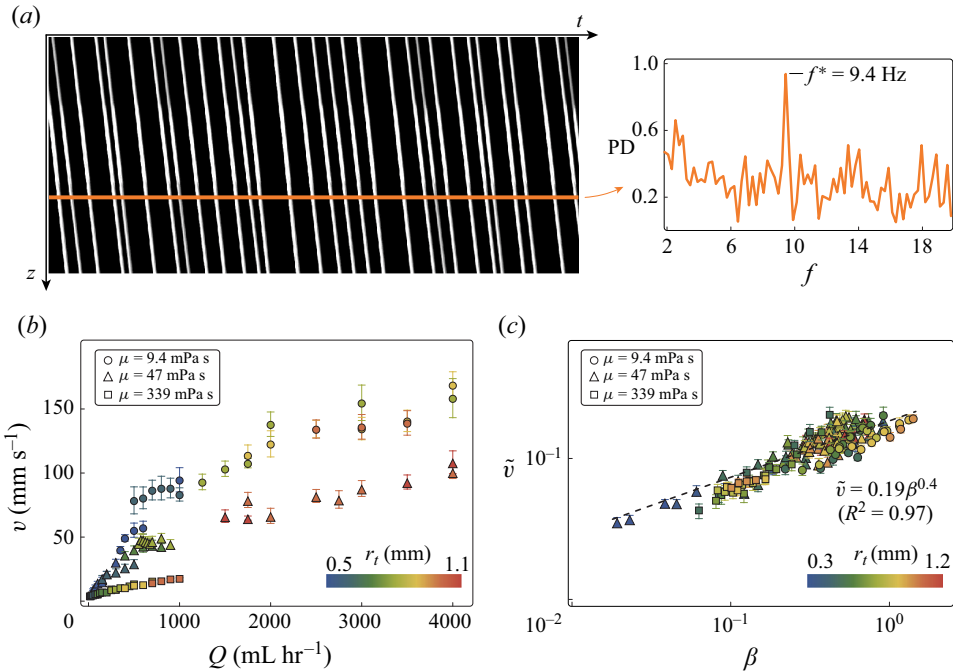 (a)
t
z
1.0
0.6
0.2
PD
f* = 9.4 Hz
2
6
10
14
18
f
(b)
μ = 9.4 mPa s
μ = 47 mPa s
μ = 339 mPa s
150
100
50
0
v (mm s⁻¹)
0.5 r_t (mm) 1.1
1000
2000
3000
4000
Q (mL hr⁻¹)
(c)
μ = 9.4 mPa s
μ = 47 mPa s
μ = 339 mPa s
10⁻¹
ṽ
ṽ = 0.19β⁰·⁴
(R² = 0.97)
0.3 r_t (mm) 1.2
10⁻²
10⁻¹
10⁰
β